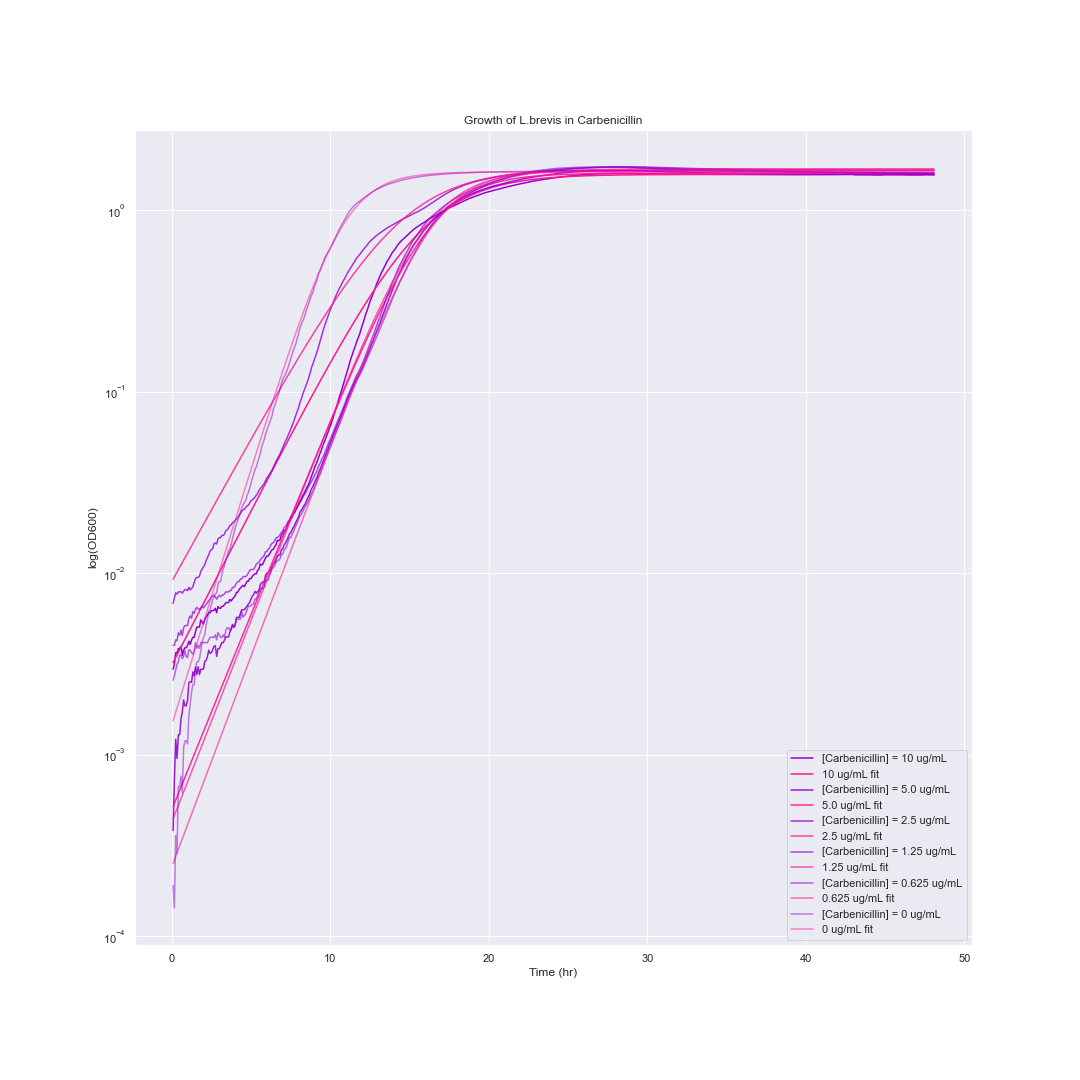 Growth of L.brevis in Carbenicillin
log(OD600)
10⁰
10⁻¹
10⁻²
10⁻³
10⁻⁴
[Carbenicillin] = 10 ug/mL
10 ug/mL fit
[Carbenicillin] = 5.0 ug/mL
5.0 ug/mL fit
[Carbenicillin] = 2.5 ug/mL
2.5 ug/mL fit
[Carbenicillin] = 1.25 ug/mL
1.25 ug/mL fit
[Carbenicillin] = 0.625 ug/mL
0.625 ug/mL fit
[Carbenicillin] = 0 ug/mL
0 ug/mL fit
0 10 20 30 40 50
Time (hr)